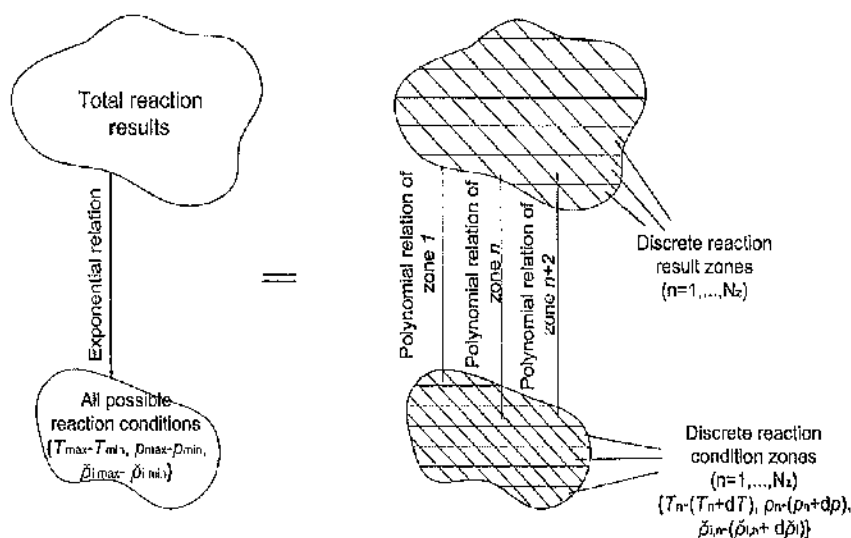 Total reaction
results
Exponential relation
All possible
reaction conditions
{Tmax-Tmin, pmax-pmin,
ρ̌i max- ρ̌i min}
=
Polynomial relation of
zone 1
Polynomial relation of
zone n
Polynomial relation of
zone n+2
Discrete reaction
result zones
(n=1,...,Nz)
Discrete reaction
condition zones
(n=1,...,Nz)
{Tn-(Tn+dT), pn-(pn+dp),
ρ̌i,n-(ρ̌i,n+ dρ̌i)}